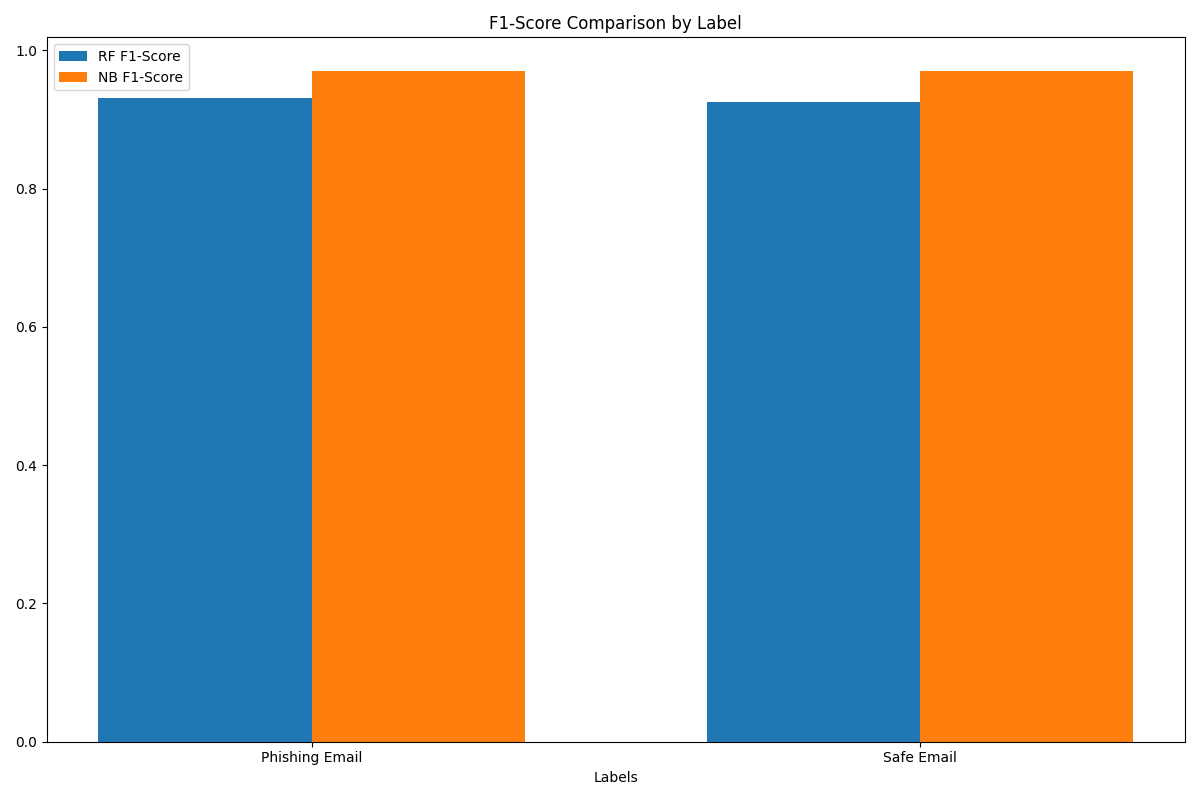 F1-Score Comparison by Label
RF F1-Score
NB F1-Score
1.0
0.8
0.6
0.4
0.2
0.0
Phishing Email
Safe Email
Labels